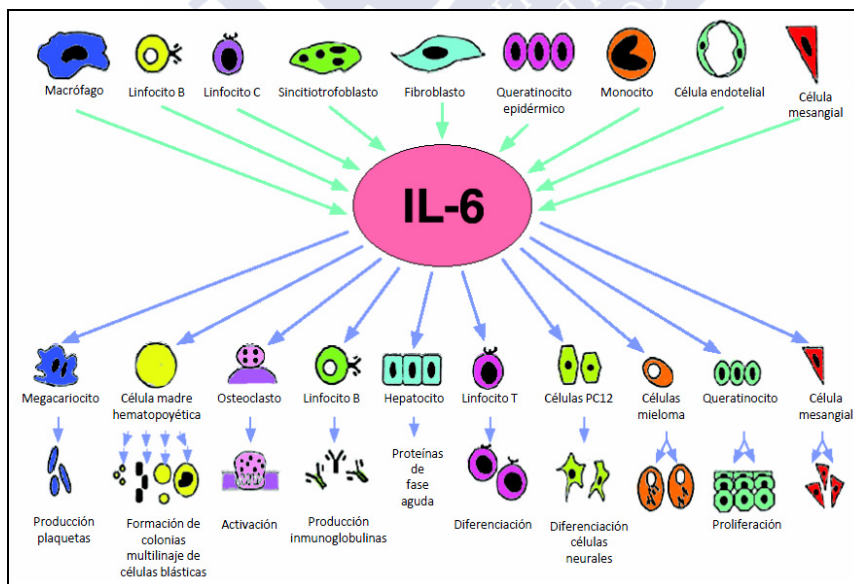 Macrófago
Linfocito B
Linfocito C
Sincitiotrofoblasto
Fibroblasto
Queratinocito
epidérmico
Monocito
Célula endotelial
Célula
mesangial
IL-6
Megacariocito
Célula madre
hematopoyética
Osteoclasto
Linfocito B
Hepatocito
Linfocito T
Células PC12
Células
mieloma
Queratinocito
Célula
mesangial
Producción
plaquetas
Formación de
colonias
multilinaje de
células blásticas
Activación
Producción
inmunoglobulinas
Proteínas
de
fase
aguda
Diferenciación
Diferenciación
células
neurales
Proliferación